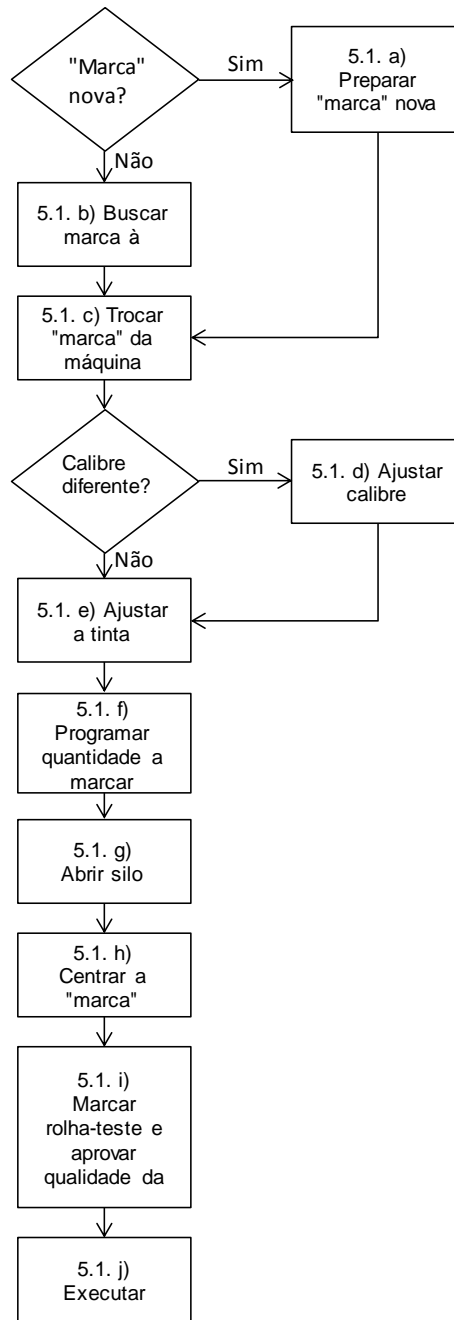 "Marca"
nova?
Sim
5.1. a)
Preparar
"marca" nova
Não
5.1. b) Buscar
marca à
5.1. c) Trocar
"marca" da
máquina
Calibre
diferente?
Sim
5.1. d) Ajustar
calibre
Não
5.1. e) Ajustar
a tinta
5.1. f)
Programar
quantidade a
marcar
5.1. g)
Abrir silo
5.1. h)
Centrar a
"marca"
5.1. i)
Marcar
rolha-teste e
aprovar
qualidade da
5.1. j)
Executar